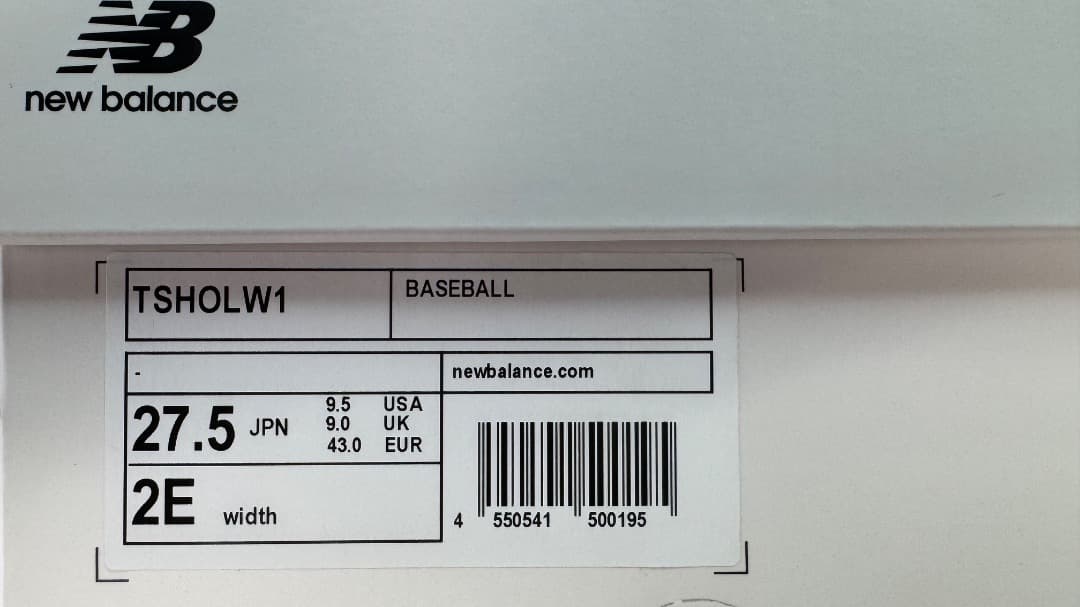 NB
new balance
TSHOLW1
BASEBALL
-
newbalance.com
27.5 JPN
9.5 USA
9.0 UK
43.0 EUR
2E width
4 550541 500195